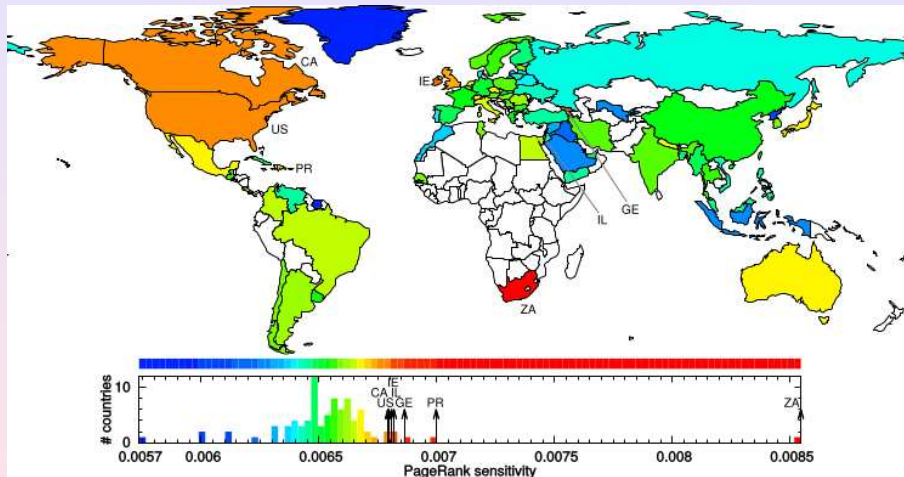 CA
IE
US
PR
GE
IL
ZA
IE
CA IL
US GE PR ZA
10
# countries
0
0.0057 0.006 0.0065 0.007 0.0075 0.008 0.0085
PageRank sensitivity